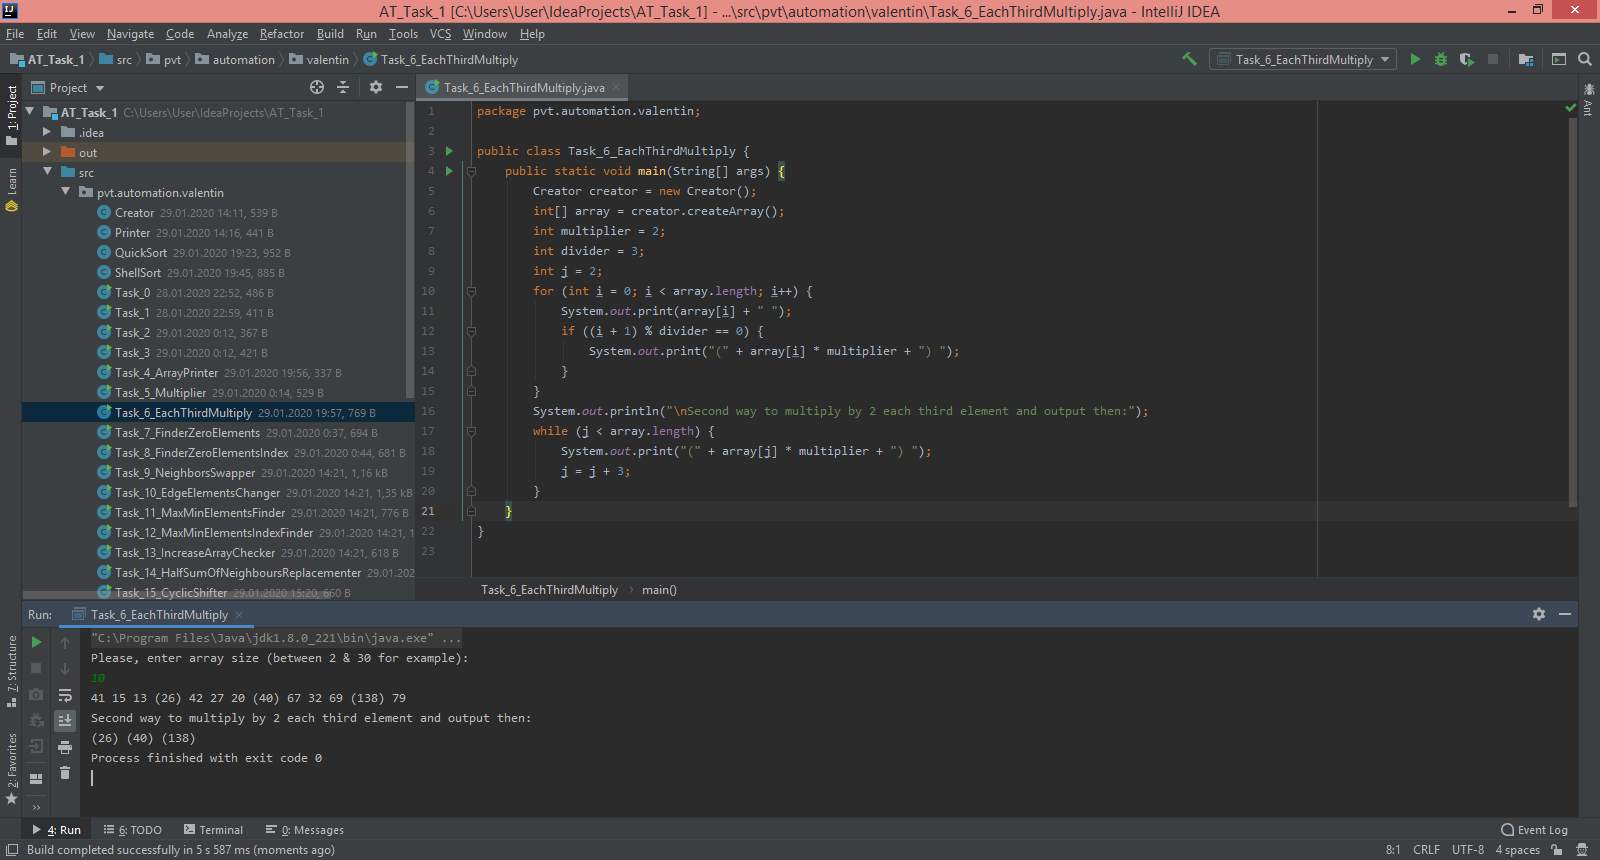 AT_Task_1 [C:\Users\User\IdeaProjects\AT_Task_1] - ...\src\pvt\automation\valentin\Task_6_EachThirdMultiply.java - IntelliJ IDEA
File Edit View Navigate Code Analyze Refactor Build Run Tools VCS Window Help
AT_Task_1 src pvt automation valentin Task_6_EachThirdMultiply
Task_6_EachThirdMultiply
1: Project
Learn
7: Structure
2: Favorites
Project
AT_Task_1 C:\Users\User\IdeaProjects\AT_Task_1
.idea
out
src
pvt.automation.valentin
Creator 29.01.2020 14:11, 539 B
Printer 29.01.2020 14:16, 441 B
QuickSort 29.01.2020 19:23, 952 B
ShellSort 29.01.2020 19:45, 885 B
Task_0 28.01.2020 22:52, 486 B
Task_1 28.01.2020 22:59, 411 B
Task_2 29.01.2020 0:12, 367 B
Task_3 29.01.2020 0:12, 421 B
Task_4_ArrayPrinter 29.01.2020 19:56, 337 B
Task_5_Multiplier 29.01.2020 0:14, 529 B
Task_6_EachThirdMultiply 29.01.2020 19:57, 769 B
Task_7_FinderZeroElements 29.01.2020 0:37, 694 B
Task_8_FinderZeroElementsIndex 29.01.2020 0:44, 681 B
Task_9_NeighborsSwapper 29.01.2020 14:21, 1,16 kB
Task_10_EdgeElementsChanger 29.01.2020 14:21, 1,35 kB
Task_11_MaxMinElementsFinder 29.01.2020 14:21, 776 B
Task_12_MaxMinElementsIndexFinder 29.01.2020 14:21, 1
Task_13_IncreaseArrayChecker 29.01.2020 14:21, 618 B
Task_14_HalfSumOfNeighboursReplacementer 29.01.202
Task_15_CyclicShifter 29.01.2020 15:20, 660 B
Task_6_EachThirdMultiply.java
1 package pvt.automation.valentin;
2
3 public class Task_6_EachThirdMultiply {
4 public static void main(String[] args) {
5 Creator creator = new Creator();
6 int[] array = creator.createArray();
7 int multiplier = 2;
8 int divider = 3;
9 int j = 2;
10 for (int i = 0; i < array.length; i++) {
11 System.out.print(array[i] + " ");
12 if ((i + 1) % divider == 0) {
13 System.out.print("(" + array[i] * multiplier + ") ");
14 }
15 }
16 System.out.println("\nSecond way to multiply by 2 each third element and output then:");
17 while (j < array.length) {
18 System.out.print("(" + array[j] * multiplier + ") ");
19 j = j + 3;
20 }
21 }
22 }
23
Task_6_EachThirdMultiply main()
Ant
Run: Task_6_EachThirdMultiply
"C:\Program Files\Java\jdk1.8.0_221\bin\java.exe" ...
Please, enter array size (between 2 & 30 for example):
10
41 15 13 (26) 42 27 20 (40) 67 32 69 (138) 79
Second way to multiply by 2 each third element and output then:
(26) (40) (138)
Process finished with exit code 0
4: Run 6: TODO Terminal 0: Messages Event Log
Build completed successfully in 5 s 587 ms (moments ago) 8:1 CRLF UTF-8 4 spaces